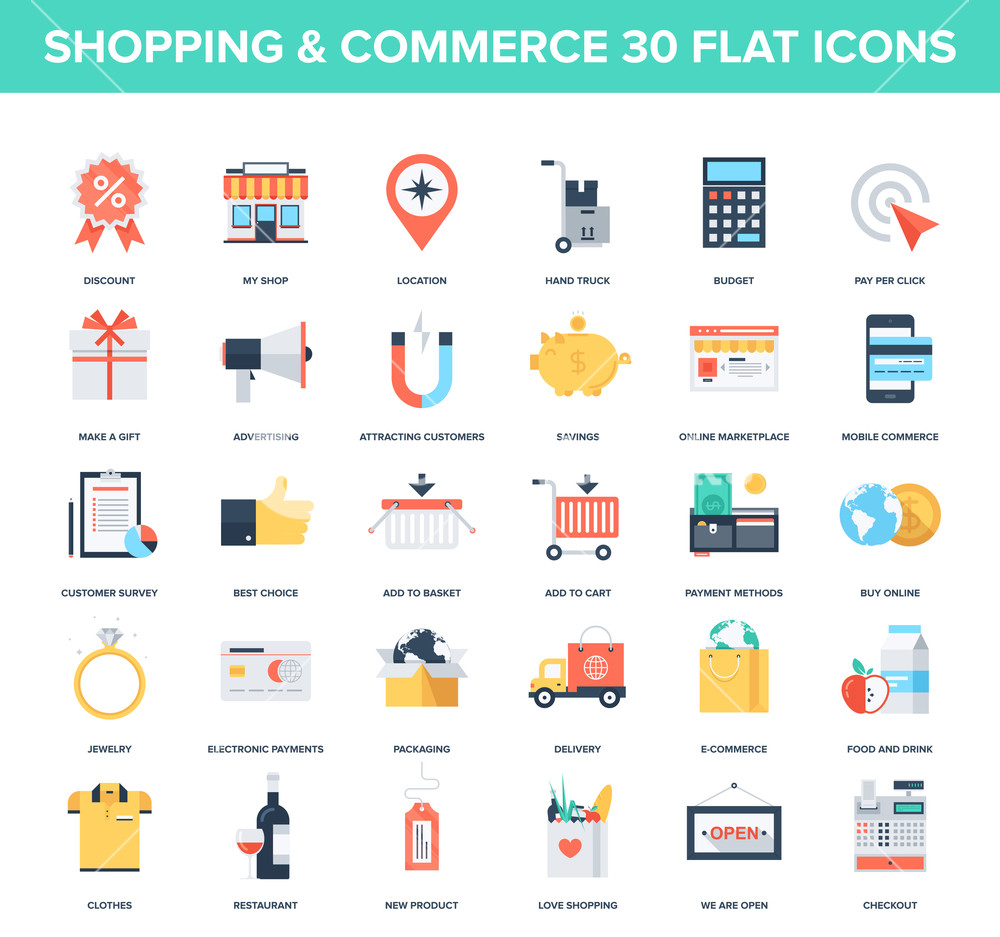 SHOPPING & COMMERCE 30 FLAT ICONS
DISCOUNT
MY SHOP
LOCATION
HAND TRUCK
BUDGET
PAY PER CLICK
MAKE A GIFT
ADVERTISING
ATTRACTING CUSTOMERS
SAVINGS
ONLINE MARKETPLACE
MOBILE COMMERCE
CUSTOMER SURVEY
BEST CHOICE
ADD TO BASKET
ADD TO CART
PAYMENT METHODS
BUY ONLINE
JEWELRY
ELECTRONIC PAYMENTS
PACKAGING
DELIVERY
E-COMMERCE
FOOD AND DRINK
OPEN
CLOTHES
RESTAURANT
NEW PRODUCT
LOVE SHOPPING
WE ARE OPEN
CHECKOUT